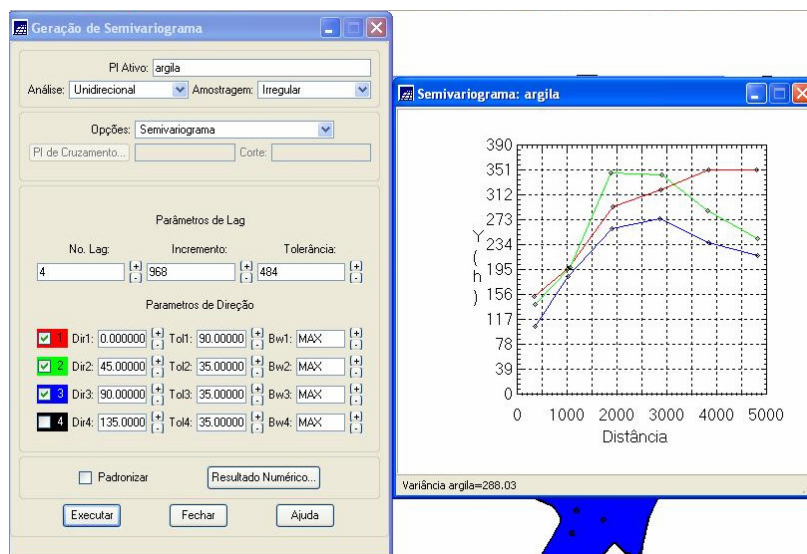 Geração de Semivariograma
PI Ativo: argila
Análise: Unidirecional Amostragem: Irregular
Opções: Semivariograma
PI de Cruzamento... Corte:
Parâmetros de Lag
No. Lag: Incremento: Tolerância:
4 [+] [-] 968 [+] [-] 484 [+] [-]
Parametros de Direção
1 Dir1: 0.000000 [+] [-] Tol1: 90.00000 [+] [-] Bw1: MAX [+] [-]
2 Dir2: 45.00000 [+] [-] Tol2: 35.00000 [+] [-] Bw2: MAX [+] [-]
3 Dir3: 90.00000 [+] [-] Tol3: 35.00000 [+] [-] Bw3: MAX [+] [-]
4 Dir4: 135.0000 [+] [-] Tol4: 35.00000 [+] [-] Bw4: MAX [+] [-]
Padronizar Resultado Numérico...
Executar Fechar Ajuda
Semivariograma: argila
390
351
312
273
234
195
156
117
78
39
0
Y(h)
0 1000 2000 3000 4000 5000
Distância
Variância argila=288.03